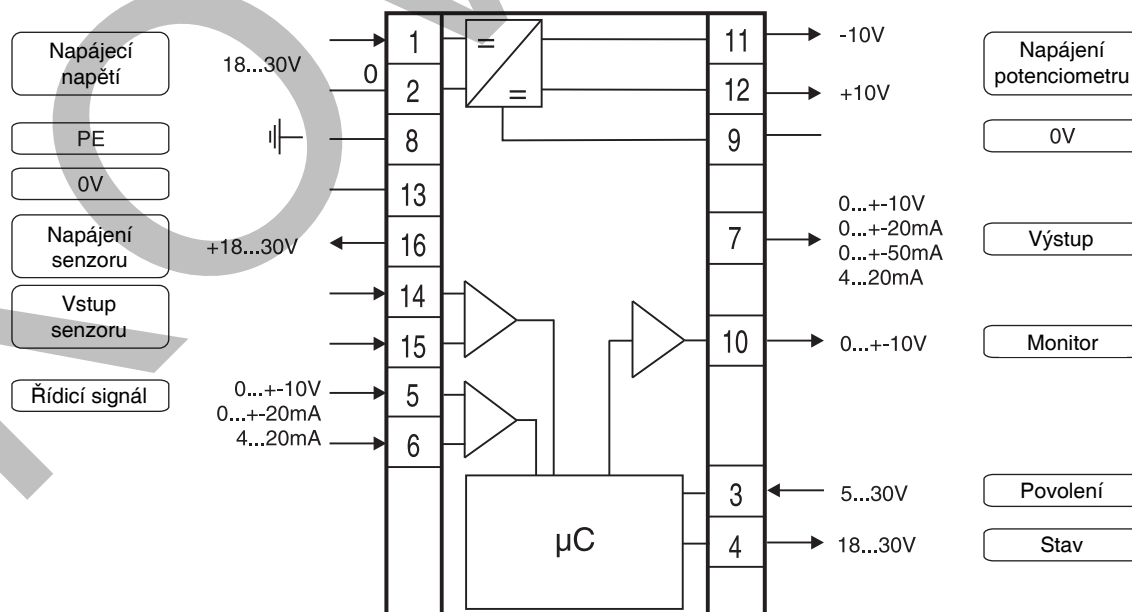 Napájecí
napětí
18...30V
0
1
2
=
=
11
-10V
12
+10V
Napájení
potenciometru
PE
8
9
0V
0V
13
Napájení
senzoru
+18...30V
16
7
0...+-10V
0...+-20mA
0...+-50mA
4...20mA
Výstup
Vstup
senzoru
14
15
10
0...+-10V
Monitor
Řídicí signál
0...+-10V
0...+-20mA
4...20mA
5
6
µC
3
5...30V
Povolení
4
18...30V
Stav